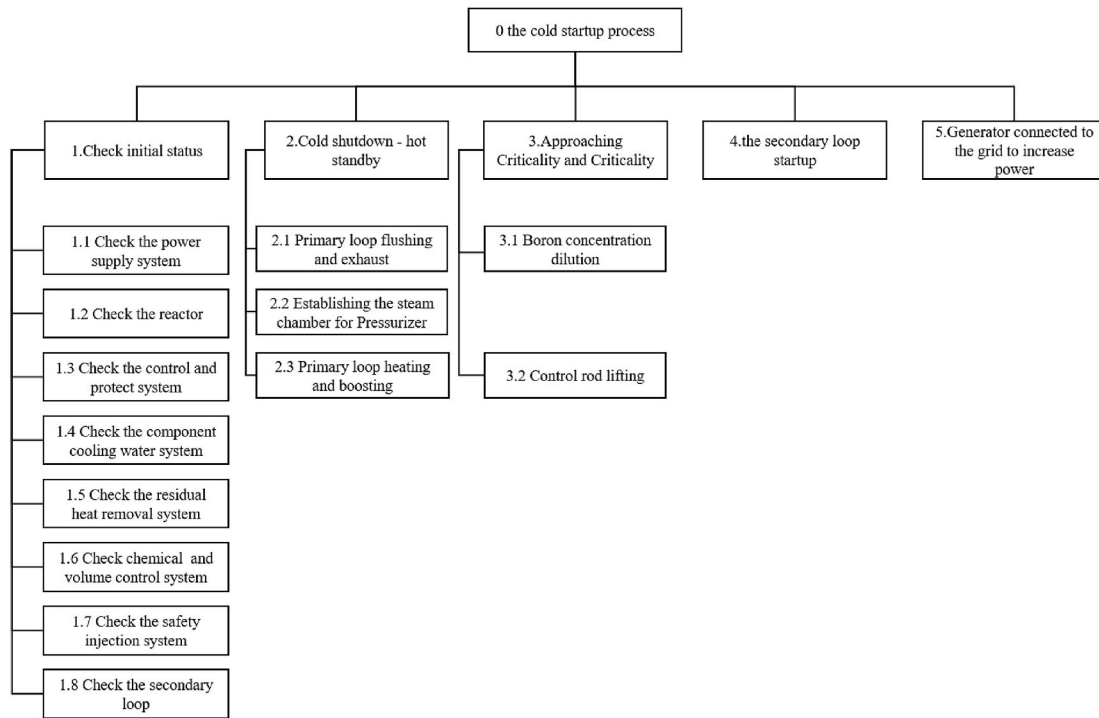 0 the cold startup process
1.Check initial status
2.Cold shutdown - hot
standby
3.Approaching
Criticality and Criticality
4.the secondary loop
startup
5.Generator connected to
the grid to increase
power
1.1 Check the power
supply system
1.2 Check the reactor
1.3 Check the control and
protect system
1.4 Check the component
cooling water system
1.5 Check the residual
heat removal system
1.6 Check chemical and
volume control system
1.7 Check the safety
injection system
1.8 Check the secondary
loop
2.1 Primary loop flushing
and exhaust
2.2 Establishing the steam
chamber for Pressurizer
2.3 Primary loop heating
and boosting
3.1 Boron concentration
dilution
3.2 Control rod lifting